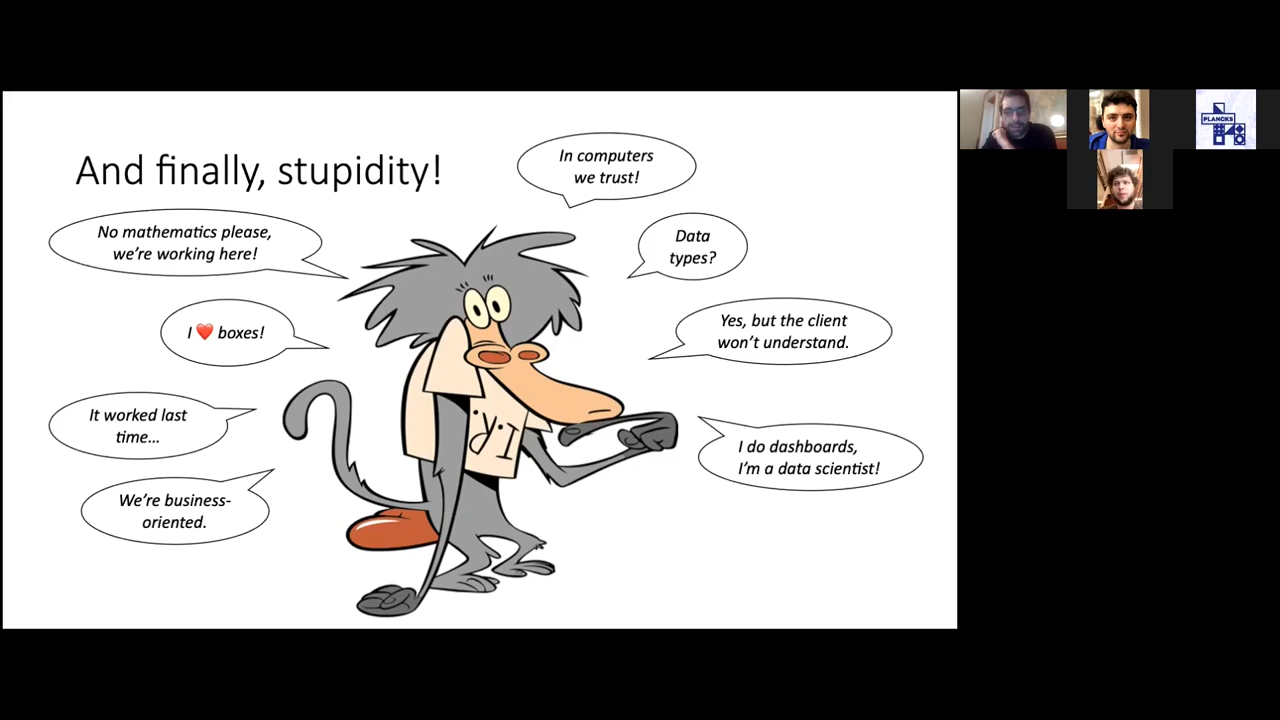 And finally, stupidity!
In computers
we trust!
No mathematics please,
we're working here!
Data
types?
I ❤️ boxes!
Yes, but the client
won't understand.
It worked last
time...
I do dashboards,
I'm a data scientist!
We're business-
oriented.
I.R.
PLANCKS